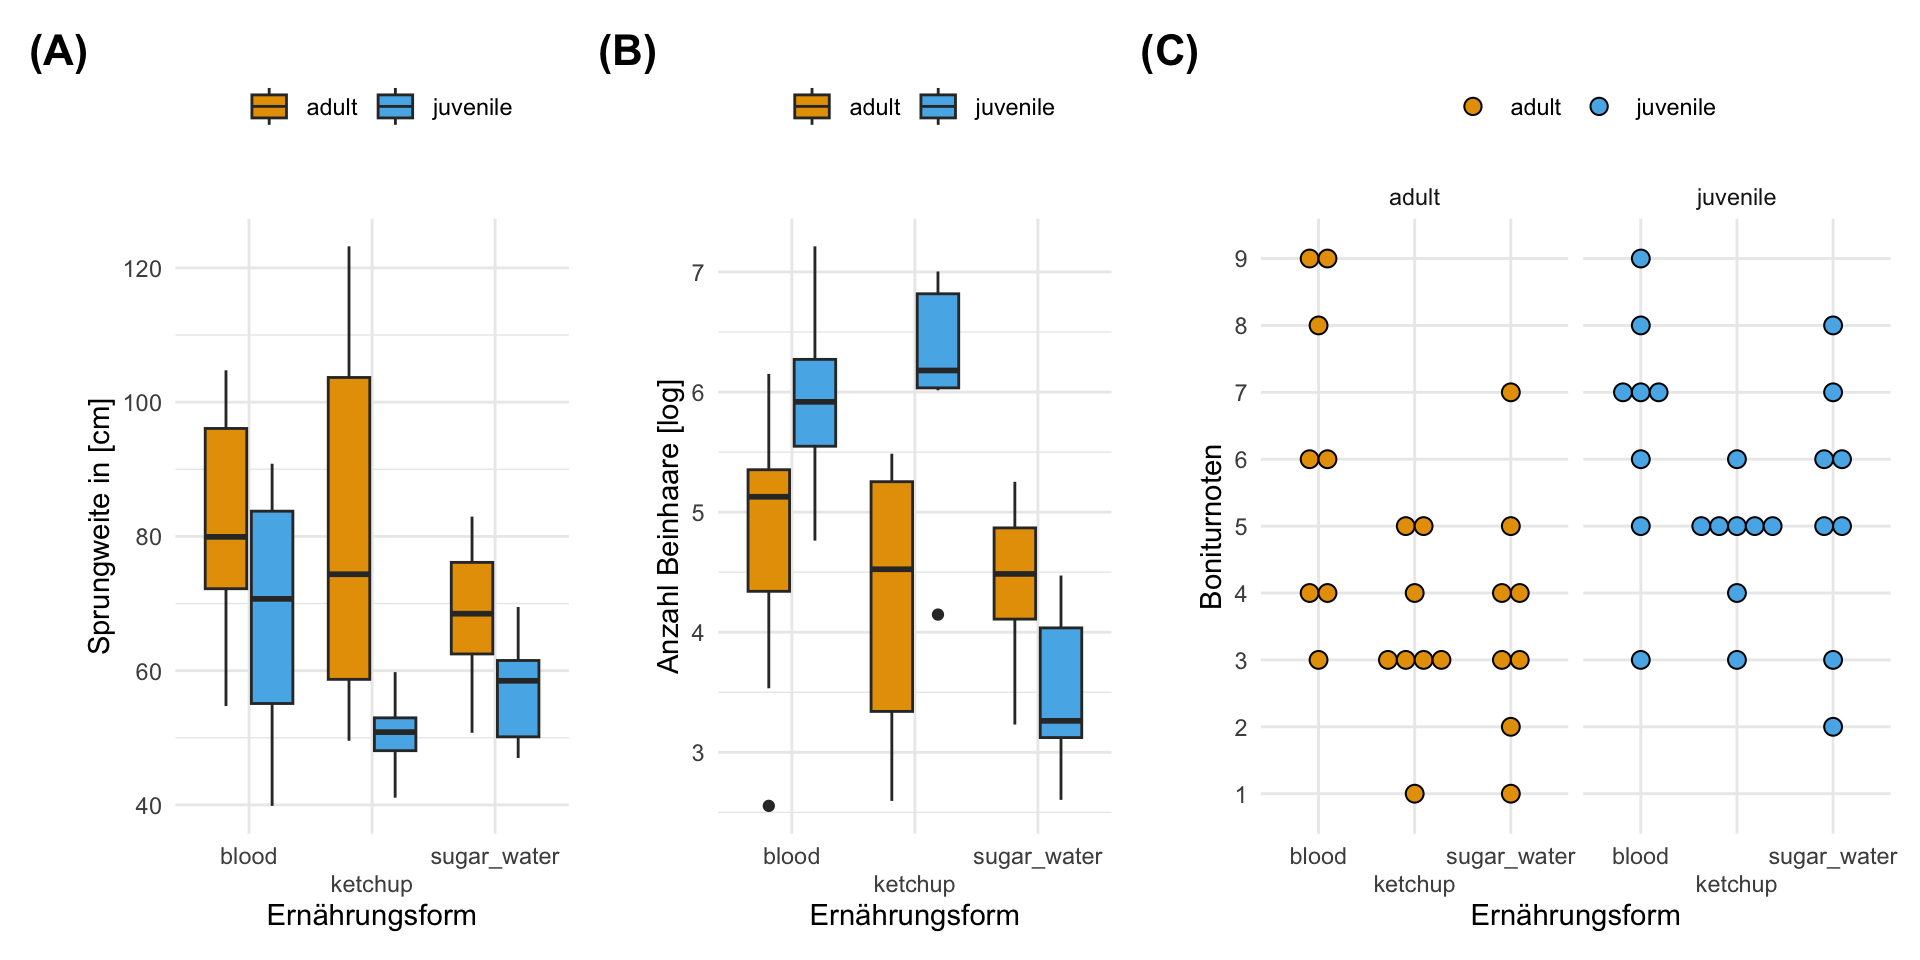 (A)
adult juvenile
120
100
80
60
40
Sprungweite in [cm]
blood sugar_water
ketchup
Ernährungsform
(B)
adult juvenile
7
6
5
4
3
Anzahl Beinhaare [log]
blood sugar_water
ketchup
Ernährungsform
(C)
adult juvenile
adult juvenile
9
8
7
6
5
4
3
2
1
Boniturnoten
blood sugar_water blood sugar_water
ketchup ketchup
Ernährungsform